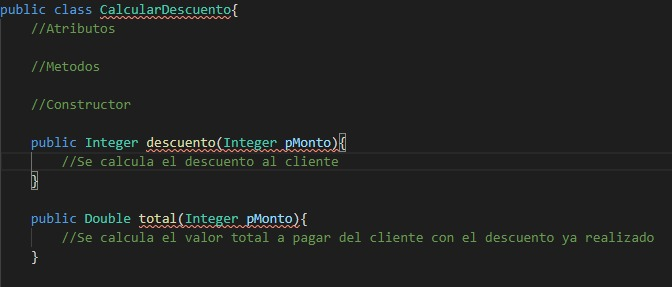 public class CalcularDescuento{
//Atributos
//Metodos
//Constructor
public Integer descuento(Integer pMonto){
//Se calcula el descuento al cliente
}
public Double total(Integer pMonto){
//Se calcula el valor total a pagar del cliente con el descuento ya realizado
}